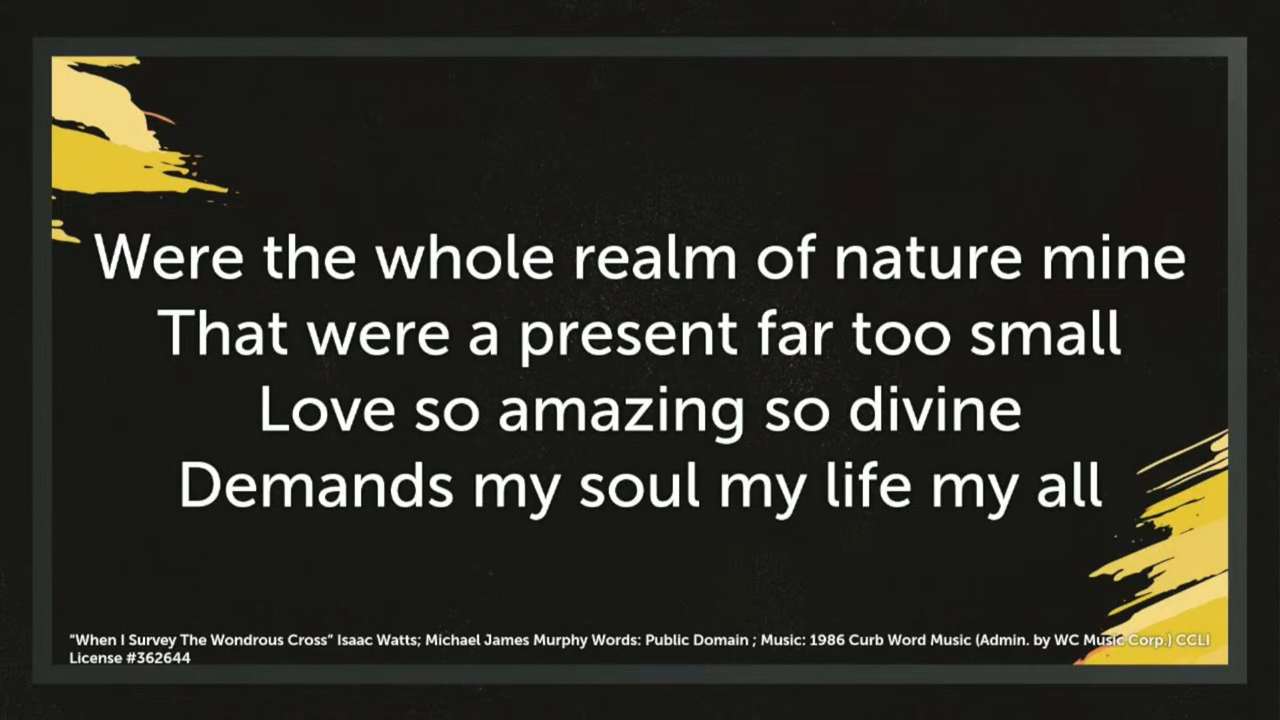 Were the whole realm of nature mine
That were a present far too small
Love so amazing so divine
Demands my soul my life my all
"When I Survey The Wondrous Cross" Isaac Watts; Michael James Murphy Words: Public Domain ; Music: 1986 Curb Word Music (Admin. by WC Music Corp.) CCLI
License #362644